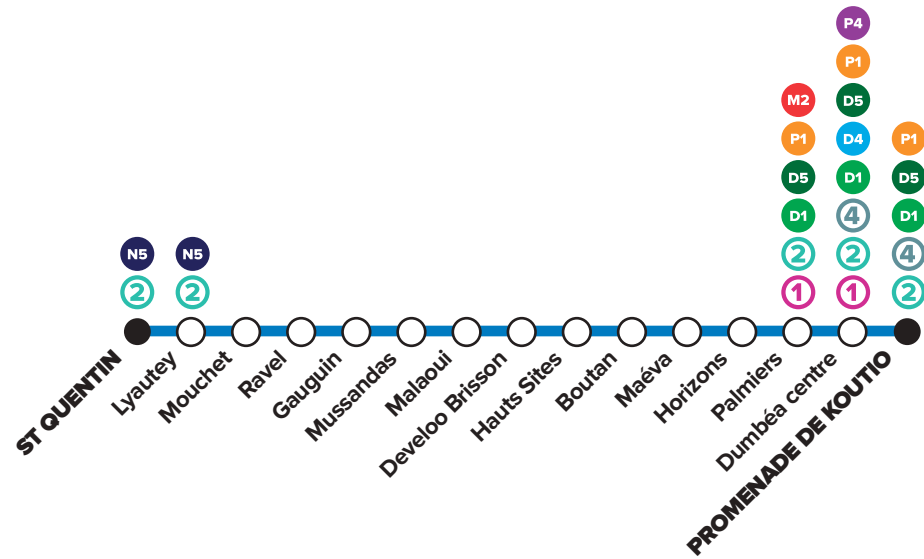 P4
P1
M2
D5
P1
D4
P1
D5
D1
D5
D1
4
D1
N5
N5
2
2
4
2
2
1
1
2
ST QUENTIN
Lyautey
Mouchet
Ravel
Gauguin
Mussandas
Malaoui
Develoo Brisson
Hauts Sites
Boutan
Maéva
Horizons
Palmiers
Dumbéa centre
PROMENADE DE KOUTIO